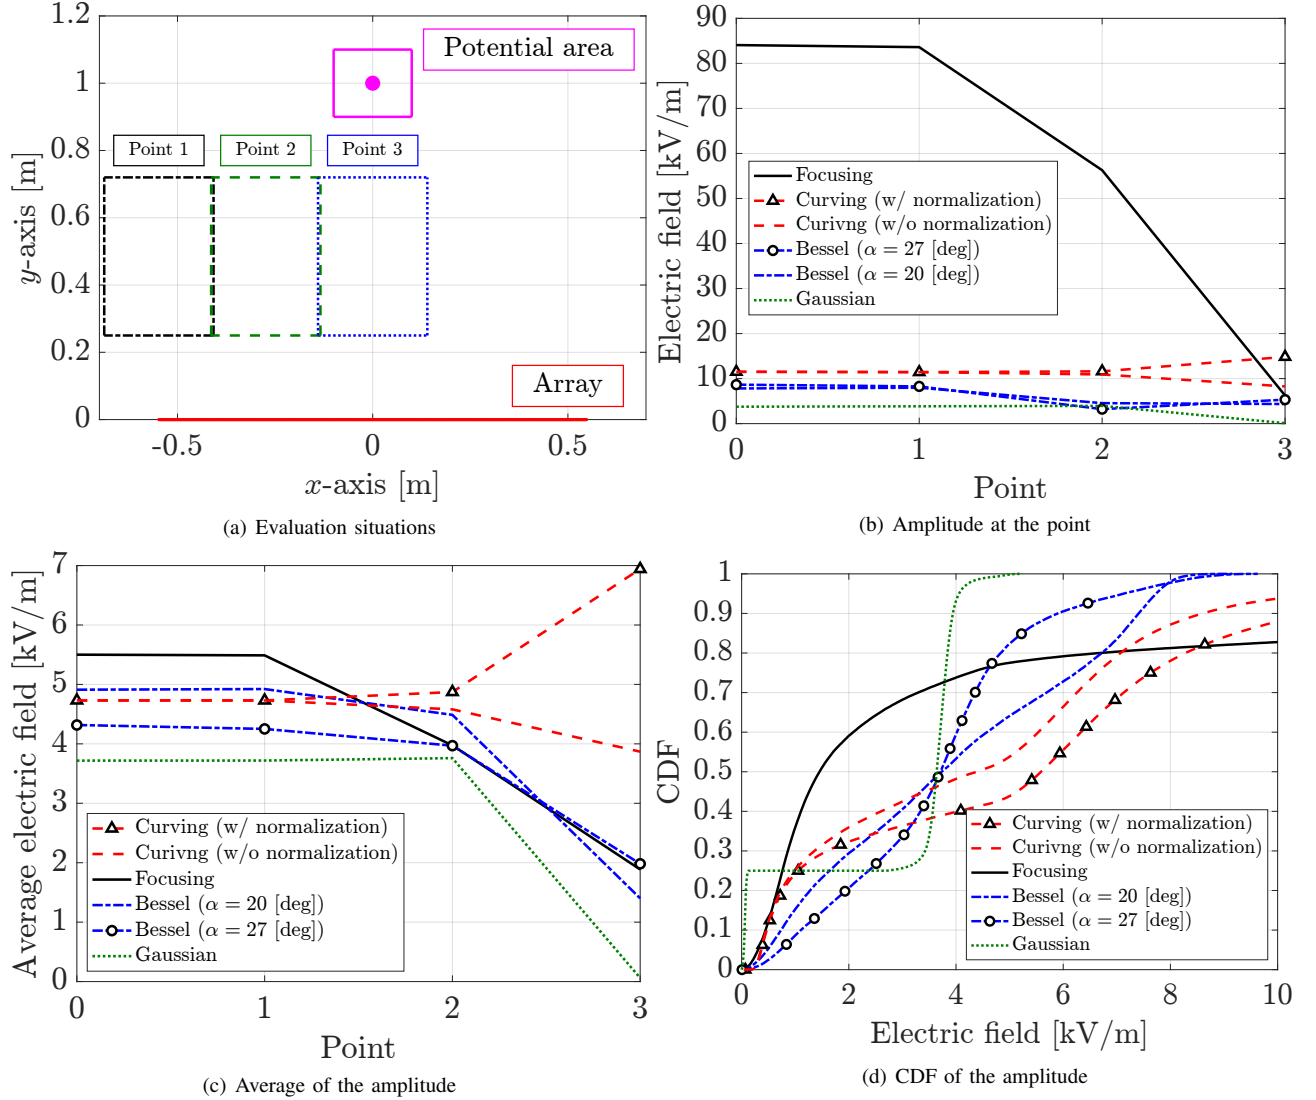 1.2
1
0.8
0.6
0.4
0.2
0
-0.5
0
0.5
y-axis [m]
x-axis [m]
Potential area
Point 1
Point 2
Point 3
Array
(a) Evaluation situations
90
80
70
60
50
40
30
20
10
0
0
1
2
3
Electric field [kV/m]
Point
Focusing
Curving (w/ normalization)
Curivng (w/o normalization)
Bessel (α = 27 [deg])
Bessel (α = 20 [deg])
Gaussian
(b) Amplitude at the point
7
6
5
4
3
2
1
0
0
1
2
3
Average electric field [kV/m]
Point
Curving (w/ normalization)
Curivng (w/o normalization)
Focusing
Bessel (α = 20 [deg])
Bessel (α = 27 [deg])
Gaussian
(c) Average of the amplitude
1
0.9
0.8
0.7
0.6
0.5
0.4
0.3
0.2
0.1
0
0
2
4
6
8
10
CDF
Electric field [kV/m]
Curving (w/ normalization)
Curivng (w/o normalization)
Focusing
Bessel (α = 20 [deg])
Bessel (α = 27 [deg])
Gaussian
(d) CDF of the amplitude